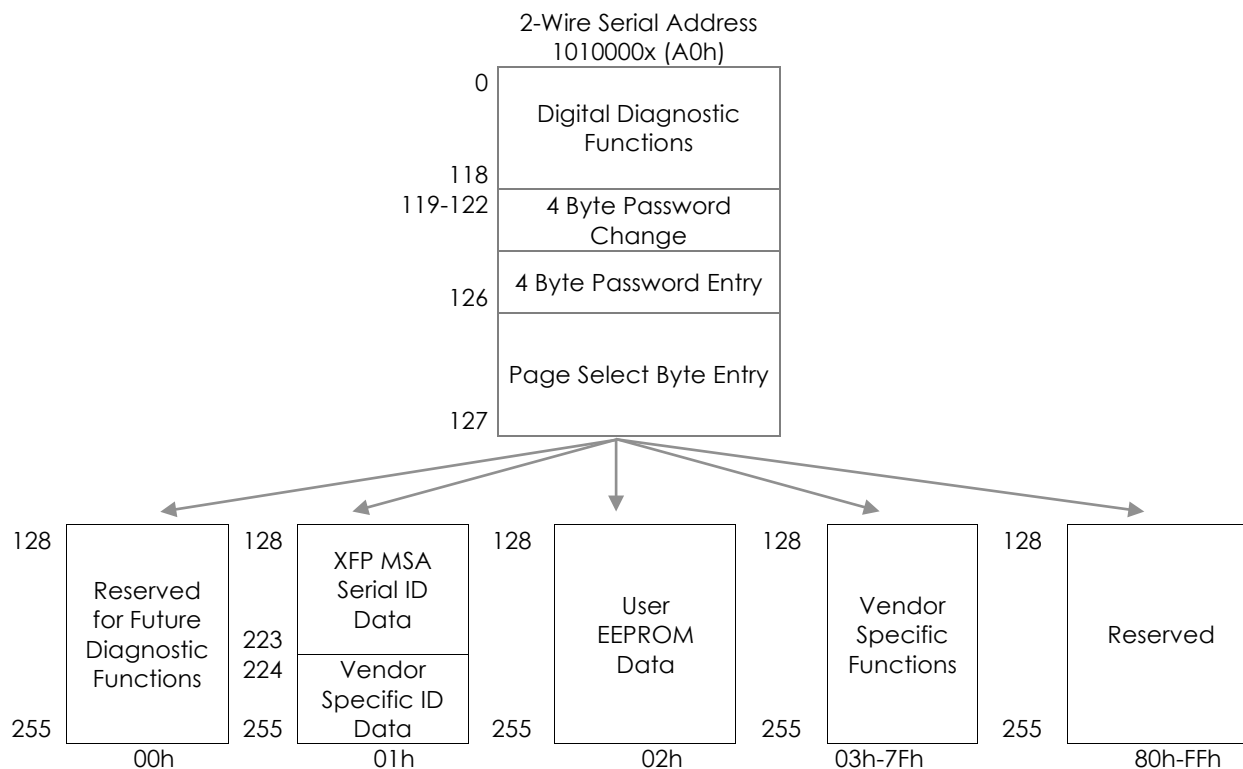 2-Wire Serial Address
1010000x (A0h)
0
Digital Diagnostic
Functions
118
119-122
4 Byte Password
Change
4 Byte Password Entry
126
Page Select Byte Entry
127
128
Reserved
for Future
Diagnostic
Functions
255
00h
128
XFP MSA
Serial ID
Data
223
224
Vendor
Specific ID
Data
255
01h
128
User
EEPROM
Data
255
02h
128
Vendor
Specific
Functions
255
03h-7Fh
128
Reserved
255
80h-FFh